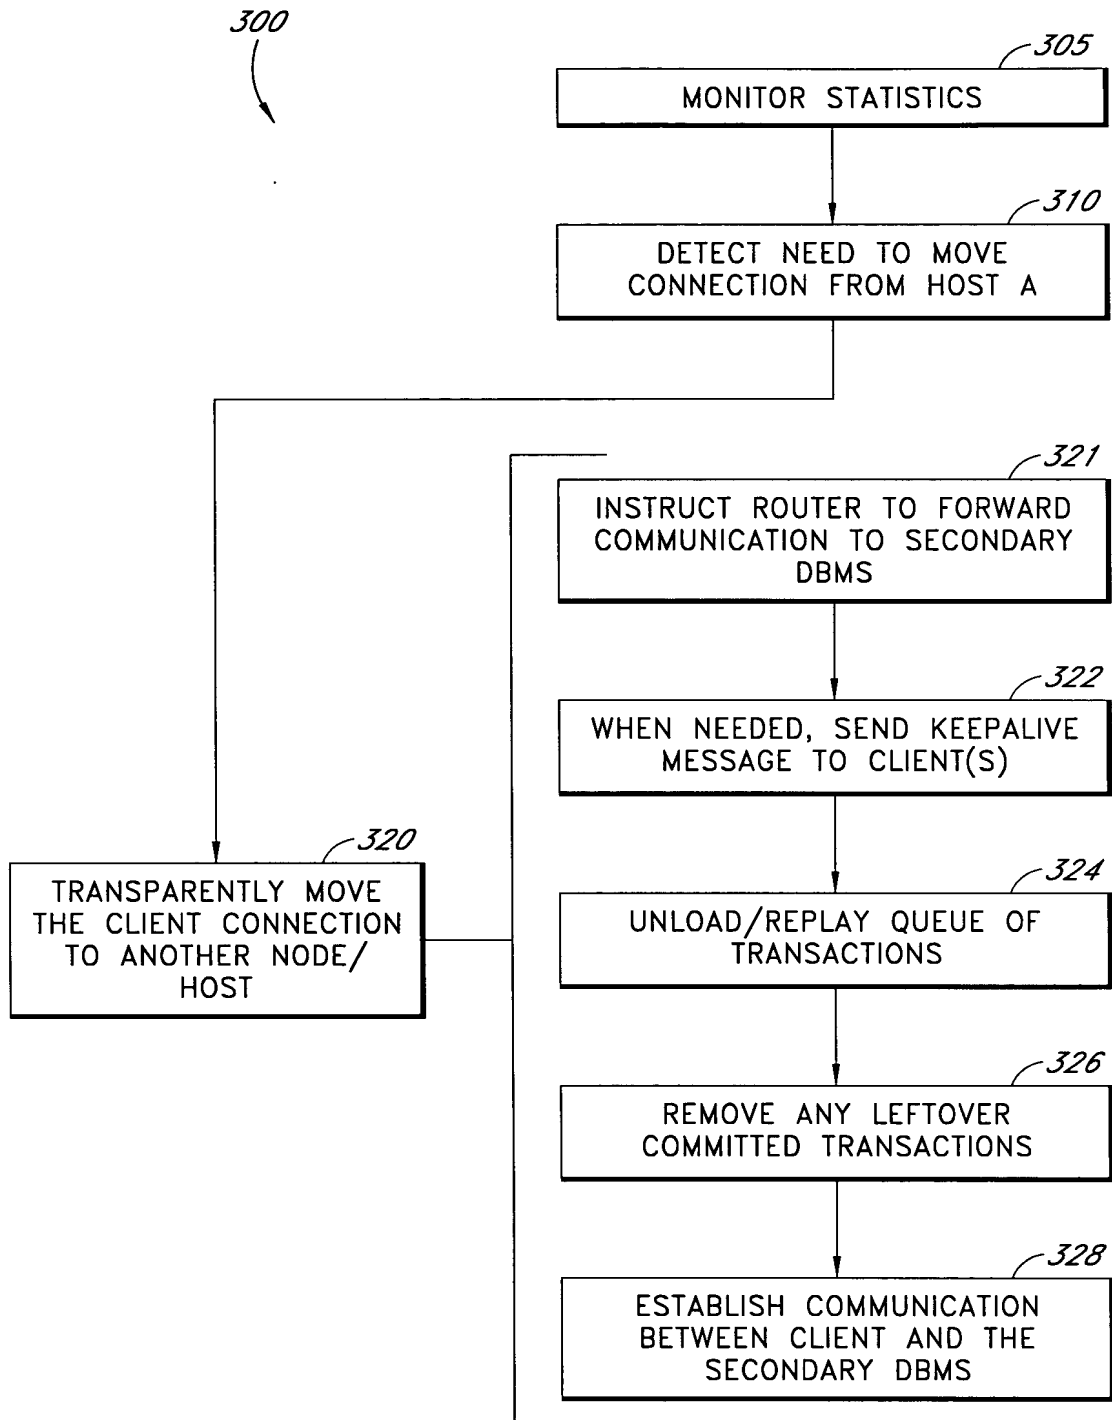 300
305
MONITOR STATISTICS
310
DETECT NEED TO MOVE
CONNECTION FROM HOST A
321
INSTRUCT ROUTER TO FORWARD
COMMUNICATION TO SECONDARY
DBMS
322
WHEN NEEDED, SEND KEEPALIVE
MESSAGE TO CLIENT(S)
320
TRANSPARENTLY MOVE
THE CLIENT CONNECTION
TO ANOTHER NODE/
HOST
324
UNLOAD/REPLAY QUEUE OF
TRANSACTIONS
326
REMOVE ANY LEFTOVER
COMMITTED TRANSACTIONS
328
ESTABLISH COMMUNICATION
BETWEEN CLIENT AND THE
SECONDARY DBMS